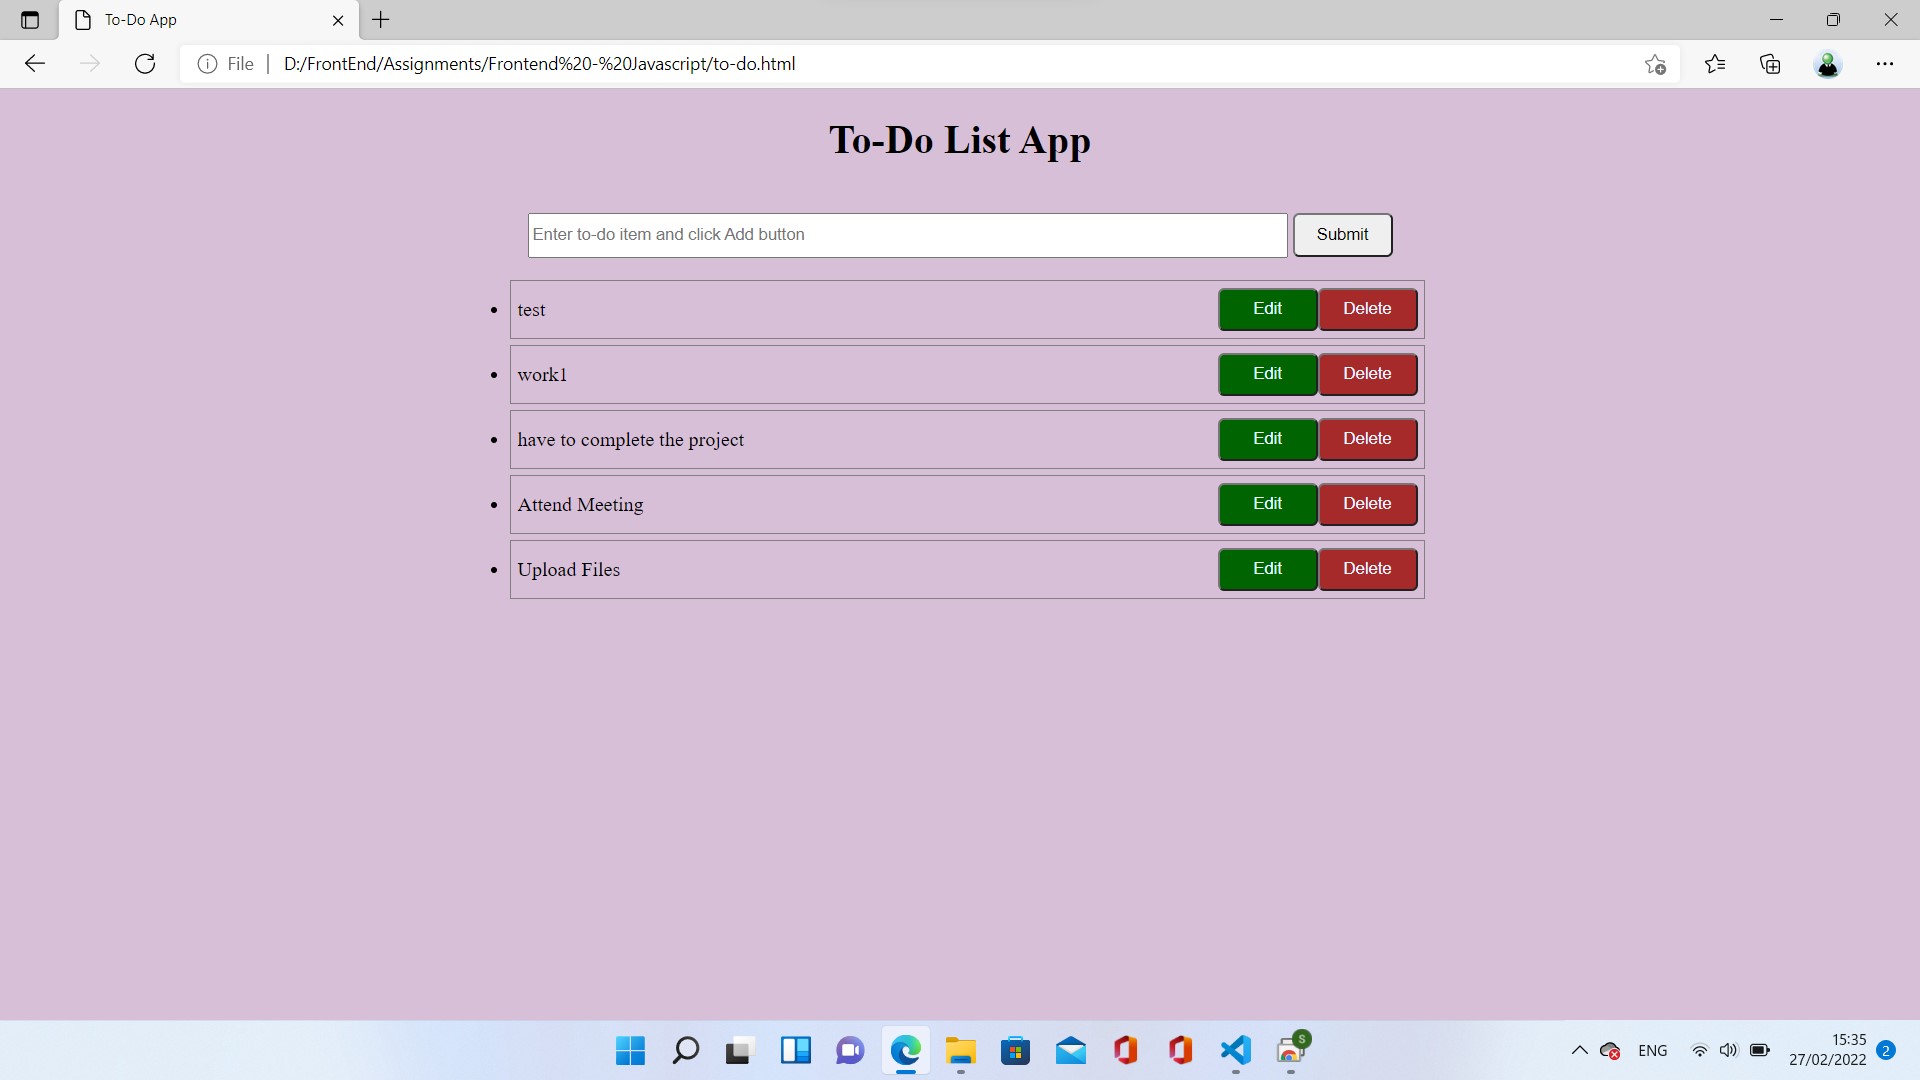 To-Do App
File
D:/FrontEnd/Assignments/Frontend%20-%20Javascript/to-do.html
To-Do List App
Enter to-do item and click Add button
Submit
test
Edit
Delete
work1
Edit
Delete
have to complete the project
Edit
Delete
Attend Meeting
Edit
Delete
Upload Files
Edit
Delete
S
ENG
15:35
27/02/2022
2